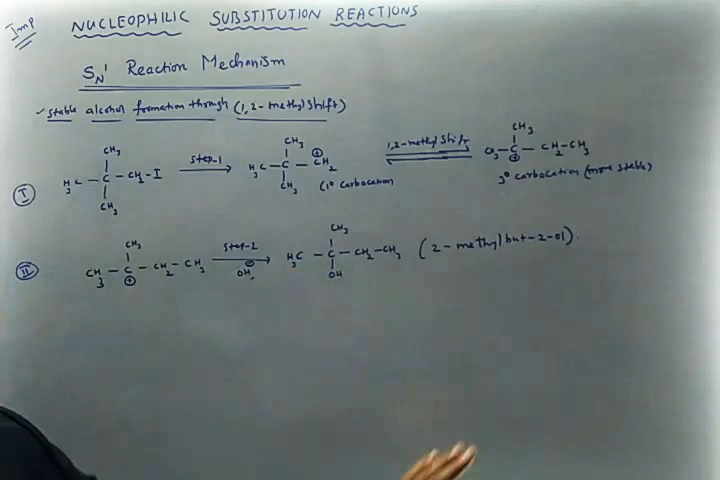 Imp
NUCLEOPHILIC SUBSTITUTION REACTIONS
SN1 Reaction Mechanism
✓stable alcohol formation through (1,2-methyl shift)
CH3 CH3 CH3
I H3C-C-CH2-I step-1 H3C-C-CH2 1,2-methyl shift CH3-C-CH2-CH3
CH3 CH3 (1° carbocation) 3° carbocation (more stable)
CH3 CH3
II CH3-C-CH2-CH3 step-2 H3C-C-CH2-CH3 (2-methylbut-2-ol).
⊕ OH⊖ OH